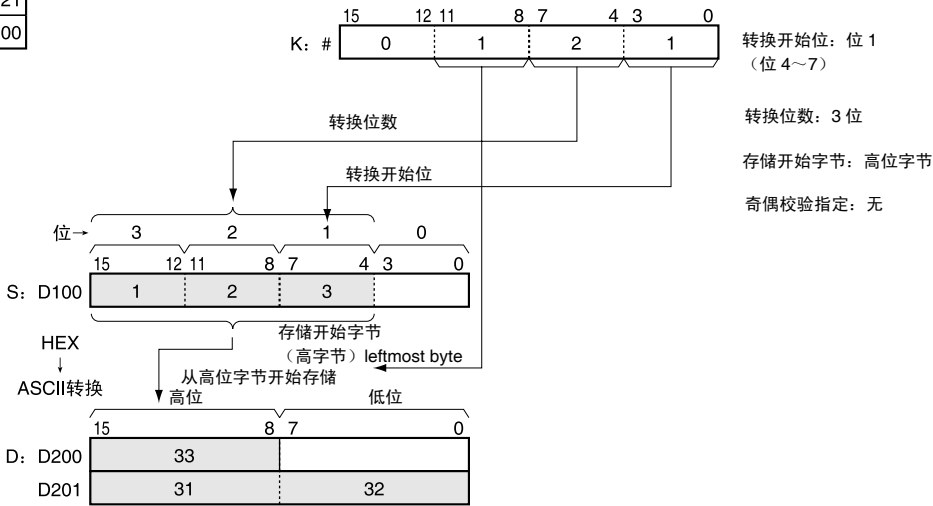 21
00
15 12 11 8 7 4 3 0
K：# 0 1 2 1
转换开始位：位 1
（位 4～7）
转换位数：3 位
存储开始字节：高位字节
奇偶校验指定：无
转换位数
转换开始位
位→ 3 2 1 0
15 12 11 8 7 4 3 0
S：D100 1 2 3
HEX
↓
ASCII转换
存储开始字节
（高字节）leftmost byte
从高位字节开始存储
高位 低位
15 8 7 0
D：D200 33
D201 31 32